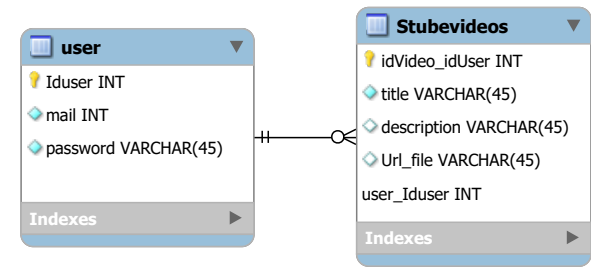 user
Iduser INT
mail INT
password VARCHAR(45)
Indexes
Stubevideos
idVideo_idUser INT
title VARCHAR(45)
description VARCHAR(45)
Url_file VARCHAR(45)
user_Iduser INT
Indexes